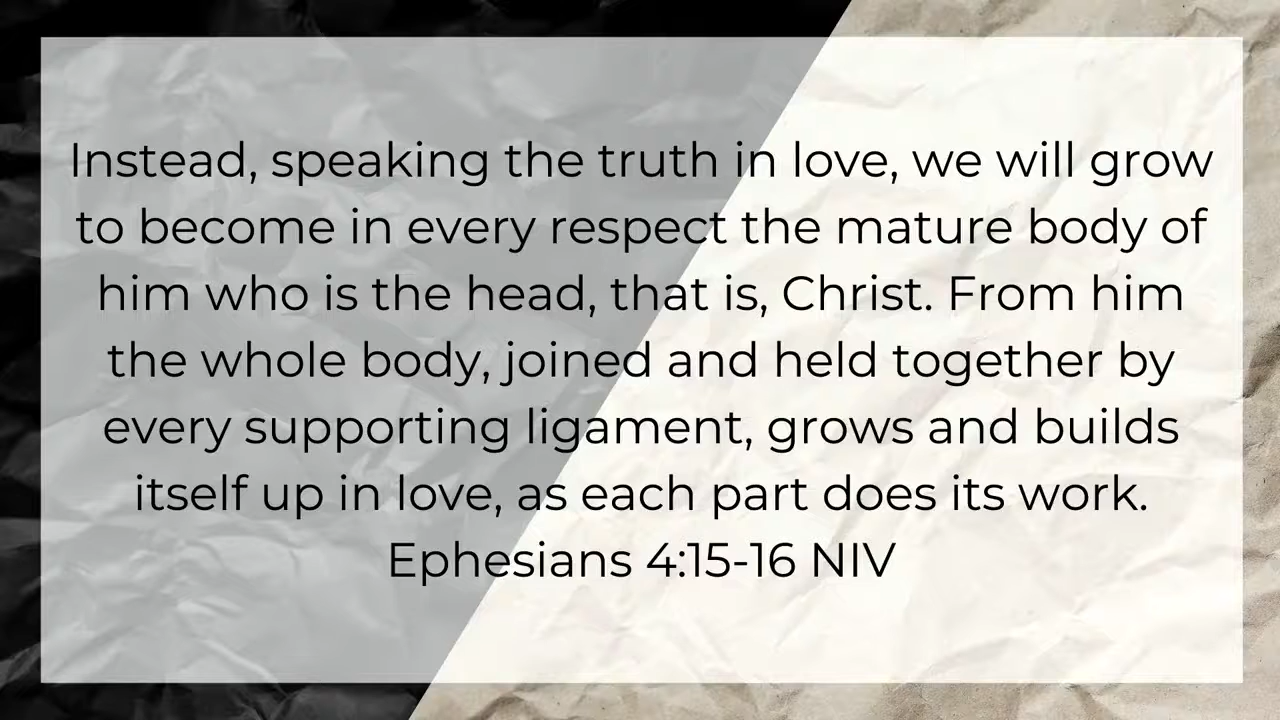 Instead, speaking the truth in love, we will grow
to become in every respect the mature body of
him who is the head, that is, Christ. From him
the whole body, joined and held together by
every supporting ligament, grows and builds
itself up in love, as each part does its work.
Ephesians 4:15-16 NIV